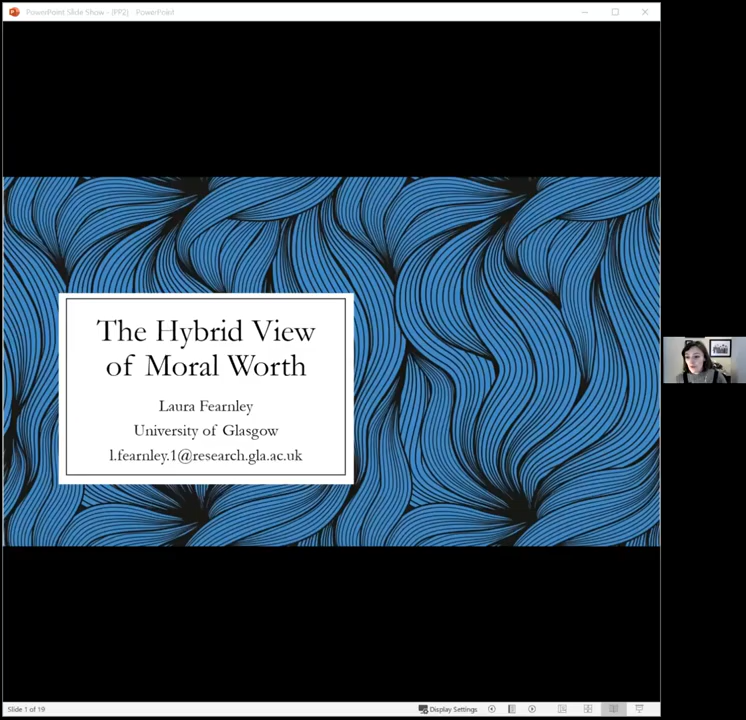 PowerPoint Slide Show - (PP2) - PowerPoint
The Hybrid View
of Moral Worth
Laura Fearnley
University of Glasgow
l.fearnley.1@research.gla.ac.uk
Slide 1 of 19
Display Settings